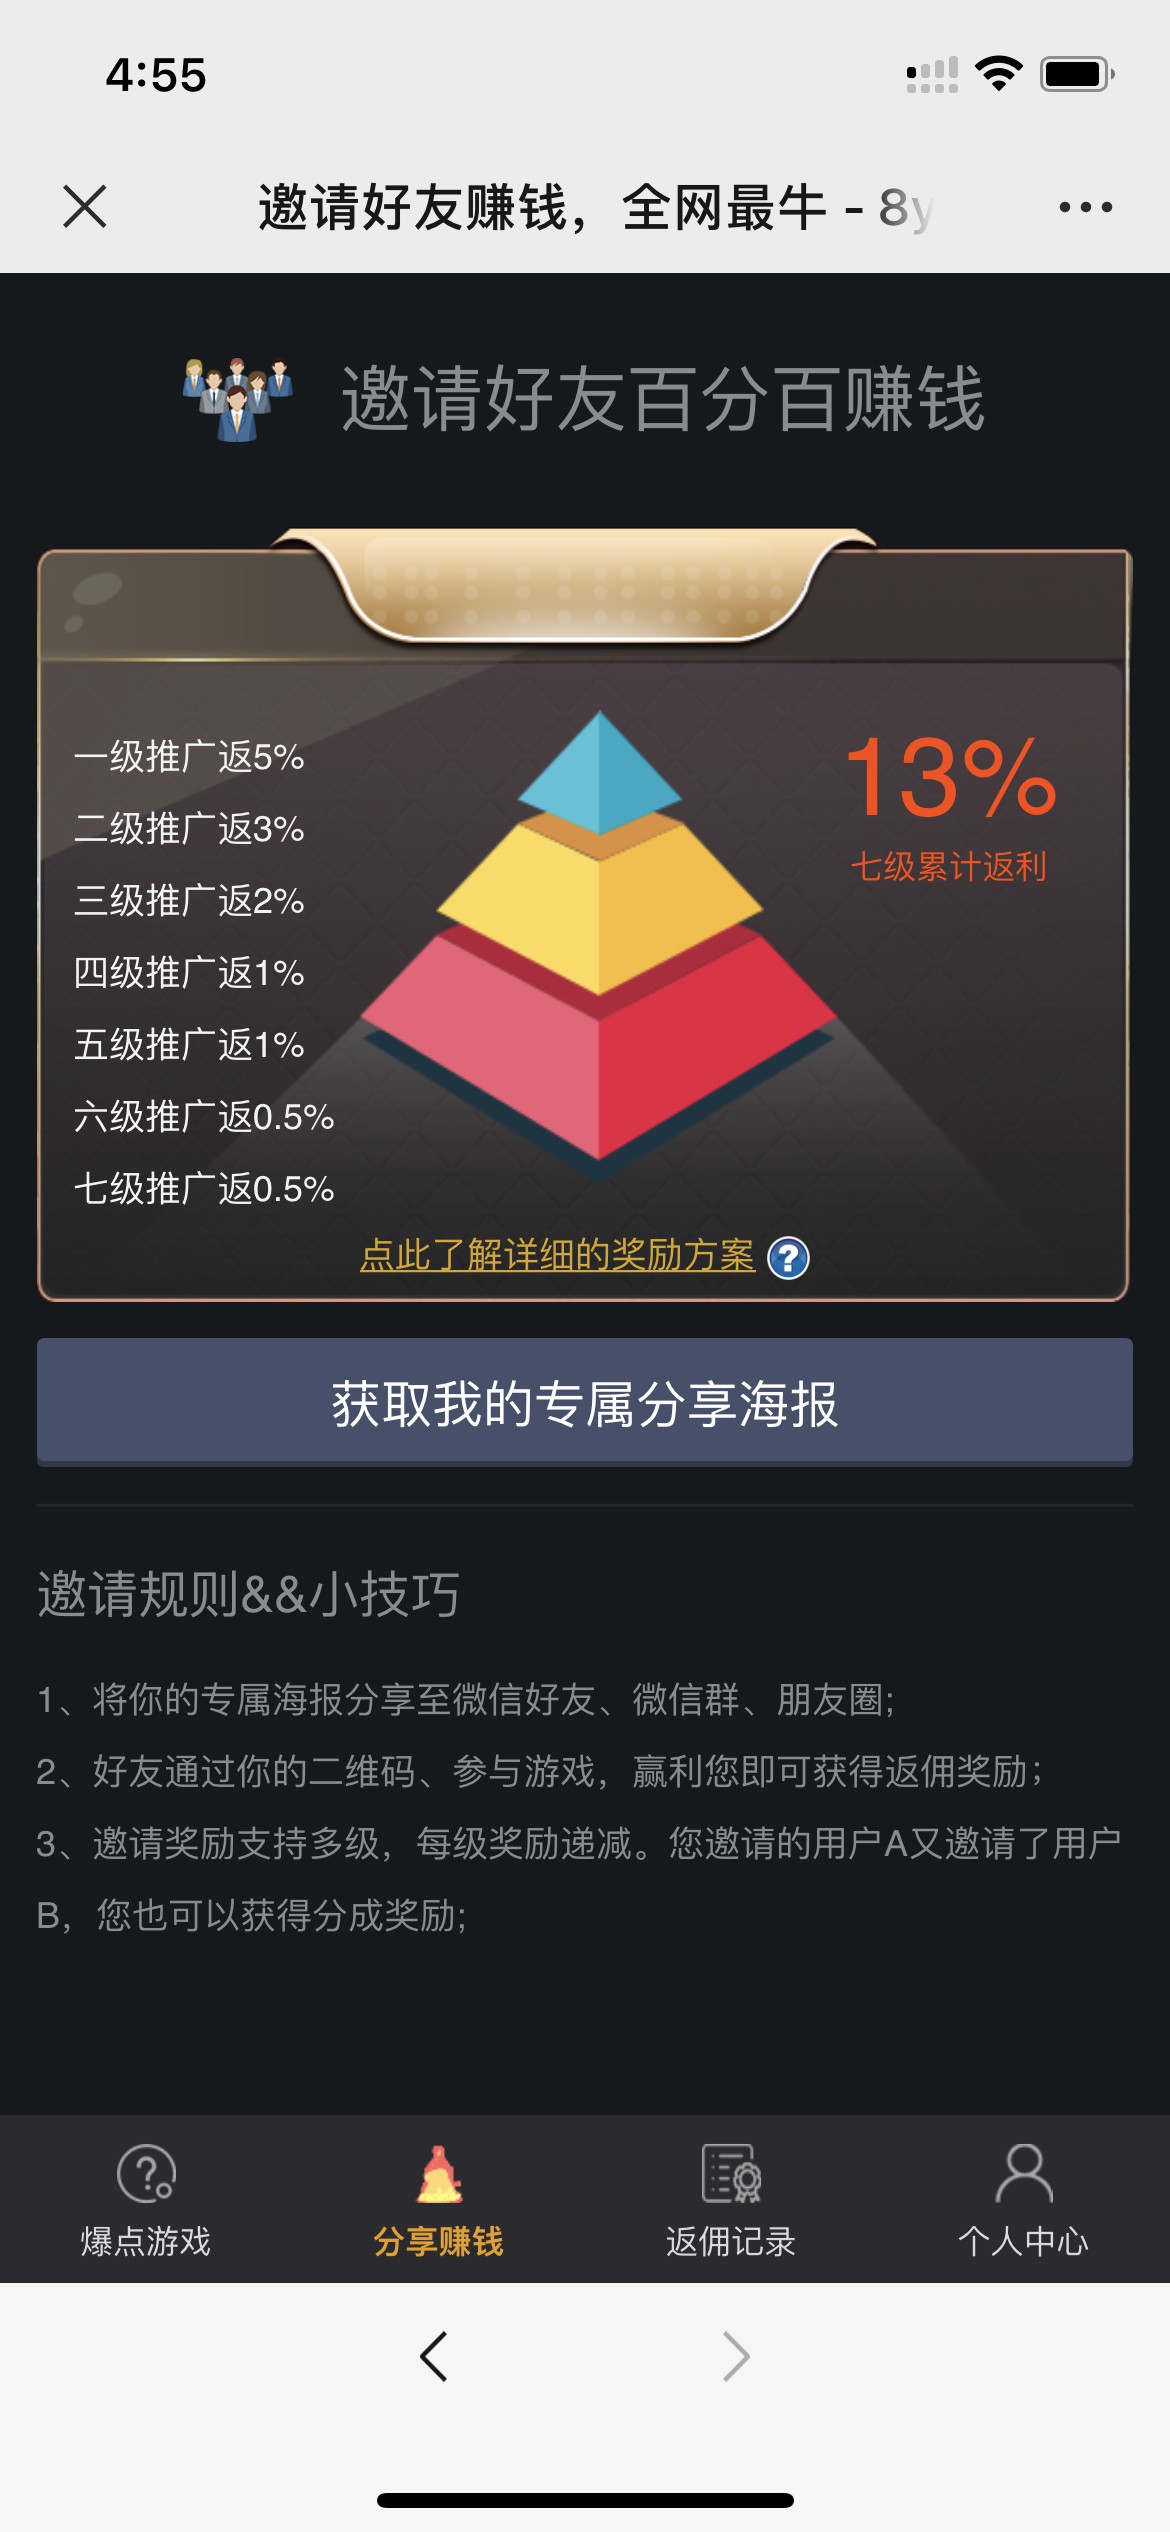 4:55
邀请好友赚钱，全网最牛 - 8y
邀请好友百分百赚钱
一级推广返5%
二级推广返3%
三级推广返2%
四级推广返1%
五级推广返1%
六级推广返0.5%
七级推广返0.5%
13%
七级累计返利
点此了解详细的奖励方案 ?
获取我的专属分享海报
邀请规则&&小技巧
1、将你的专属海报分享至微信好友、微信群、朋友圈;
2、好友通过你的二维码、参与游戏，赢利您即可获得返佣奖励；
3、邀请奖励支持多级，每级奖励递减。您邀请的用户A又邀请了用户
B，您也可以获得分成奖励;
爆点游戏 分享赚钱 返佣记录 个人中心